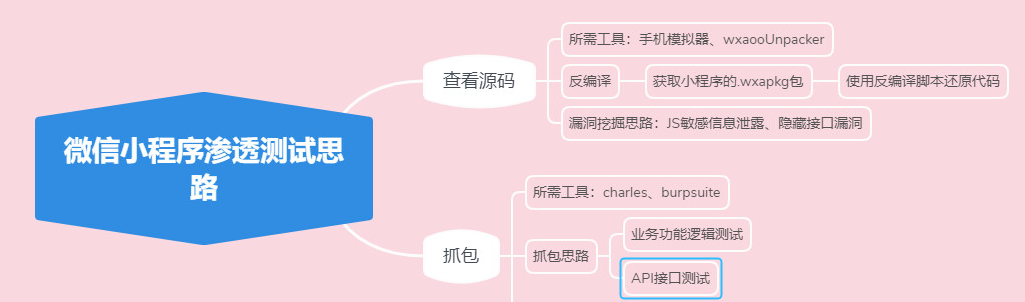 微信小程序渗透测试思
路
查看源码
所需工具：手机模拟器、wxaooUnpacker
反编译
获取小程序的.wxapkg包
使用反编译脚本还原代码
漏洞挖掘思路：JS敏感信息泄露、隐藏接口漏洞
抓包
所需工具：charles、burpsuite
抓包思路
业务功能逻辑测试
API接口测试